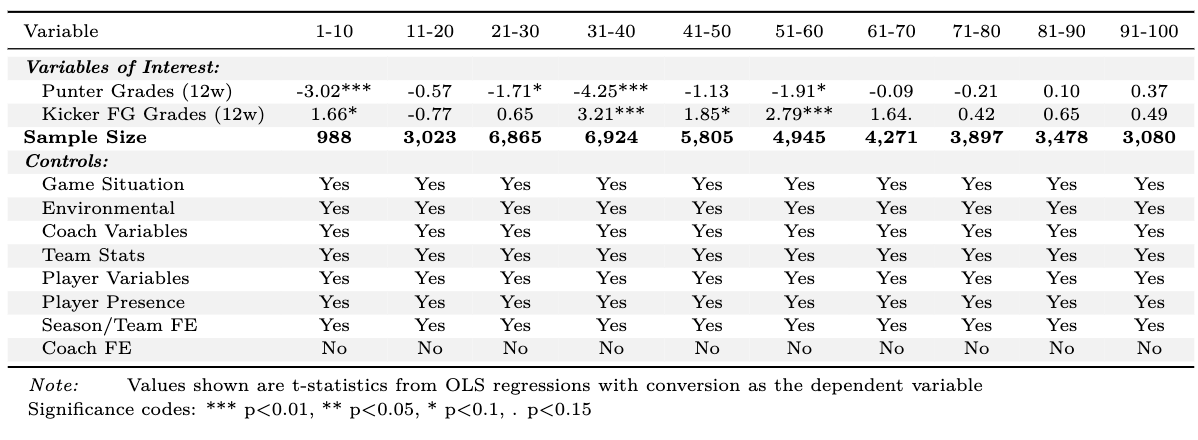 Variable 1-10 11-20 21-30 31-40 41-50 51-60 61-70 71-80 81-90 91-100
Variables of Interest:
Punter Grades (12w) -3.02*** -0.57 -1.71* -4.25*** -1.13 -1.91* -0.09 -0.21 0.10 0.37
Kicker FG Grades (12w) 1.66* -0.77 0.65 3.21*** 1.85* 2.79*** 1.64. 0.42 0.65 0.49
Sample Size 988 3,023 6,865 6,924 5,805 4,945 4,271 3,897 3,478 3,080
Controls:
Game Situation Yes Yes Yes Yes Yes Yes Yes Yes Yes Yes
Environmental Yes Yes Yes Yes Yes Yes Yes Yes Yes Yes
Coach Variables Yes Yes Yes Yes Yes Yes Yes Yes Yes Yes
Team Stats Yes Yes Yes Yes Yes Yes Yes Yes Yes Yes
Player Variables Yes Yes Yes Yes Yes Yes Yes Yes Yes Yes
Player Presence Yes Yes Yes Yes Yes Yes Yes Yes Yes Yes
Season/Team FE Yes Yes Yes Yes Yes Yes Yes Yes Yes Yes
Coach FE No No No No No No No No No No
Note: Values shown are t-statistics from OLS regressions with conversion as the dependent variable
Significance codes: *** p<0.01, ** p<0.05, * p<0.1, . p<0.15